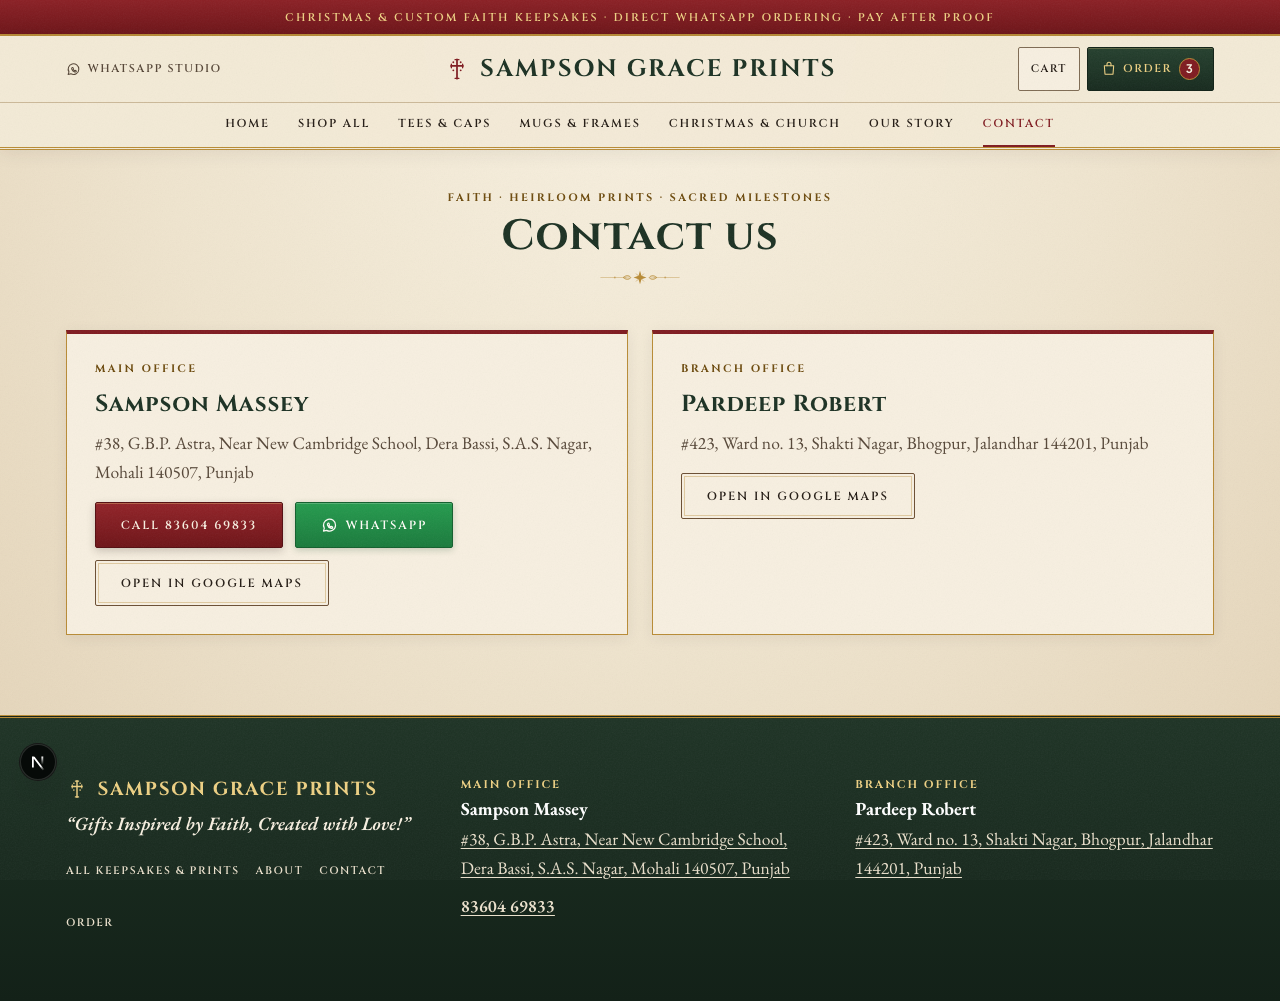 CHRISTMAS & CUSTOM FAITH KEEPSAKES · DIRECT WHATSAPP ORDERING · PAY AFTER PROOF
WHATSAPP STUDIO
SAMPSON GRACE PRINTS
CART
ORDER 3
HOME SHOP ALL TEES & CAPS MUGS & FRAMES CHRISTMAS & CHURCH OUR STORY CONTACT
FAITH · HEIRLOOM PRINTS · SACRED MILESTONES
Contact us
MAIN OFFICE
Sampson Massey
#38, G.B.P. Astra, Near New Cambridge School, Dera Bassi, S.A.S. Nagar,
Mohali 140507, Punjab
CALL 83604 69833
WHATSAPP
OPEN IN GOOGLE MAPS
BRANCH OFFICE
Pardeep Robert
#423, Ward no. 13, Shakti Nagar, Bhogpur, Jalandhar 144201, Punjab
OPEN IN GOOGLE MAPS
N
SAMPSON GRACE PRINTS
“Gifts Inspired by Faith, Created with Love!”
ALL KEEPSAKES & PRINTS ABOUT CONTACT
ORDER
MAIN OFFICE
Sampson Massey
#38, G.B.P. Astra, Near New Cambridge School,
Dera Bassi, S.A.S. Nagar, Mohali 140507, Punjab
83604 69833
BRANCH OFFICE
Pardeep Robert
#423, Ward no. 13, Shakti Nagar, Bhogpur, Jalandhar
144201, Punjab